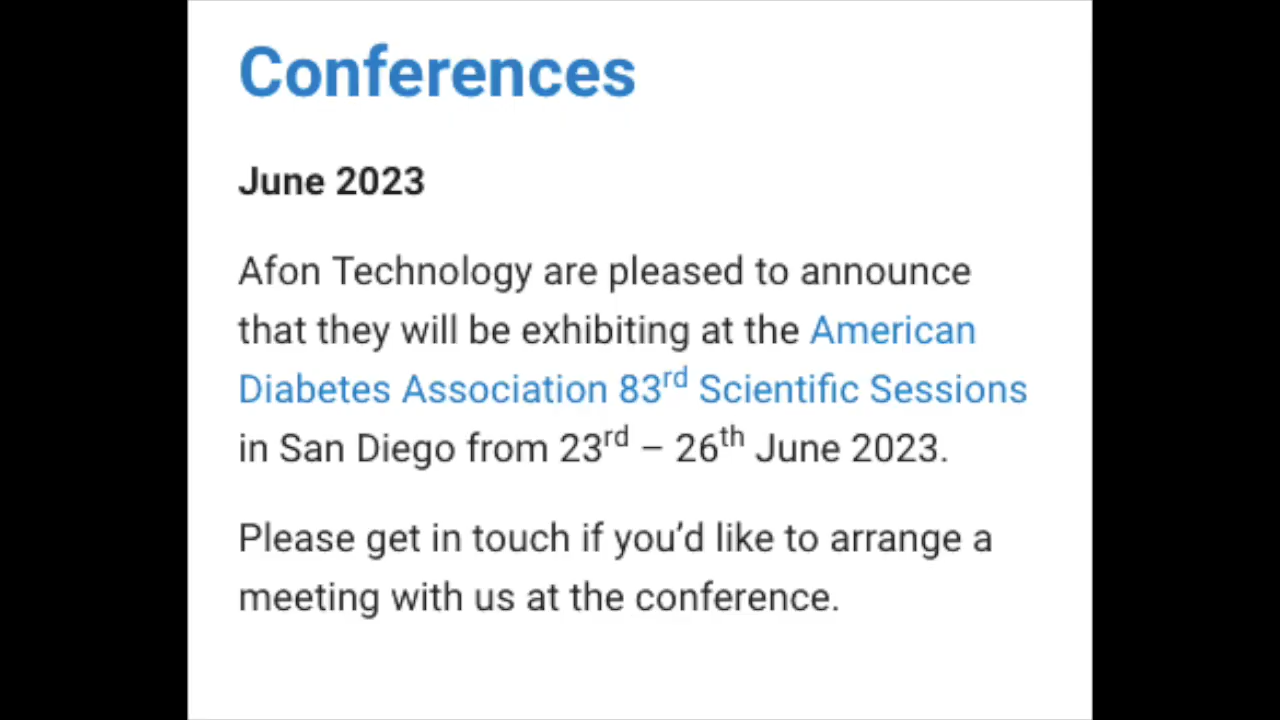 Conferences
June 2023
Afon Technology are pleased to announce
that they will be exhibiting at the American
Diabetes Association 83rd Scientific Sessions
in San Diego from 23rd – 26th June 2023.
Please get in touch if you’d like to arrange a
meeting with us at the conference.